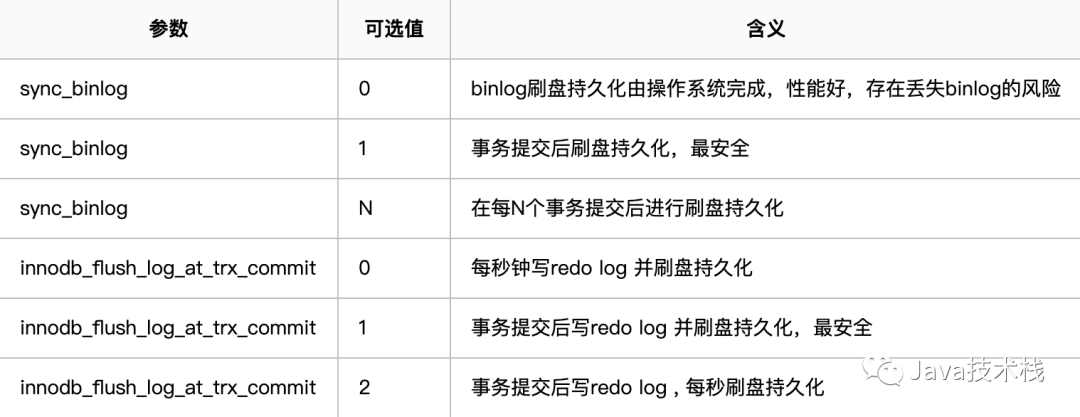 参数 可选值 含义
sync_binlog 0 binlog刷盘持久化由操作系统完成，性能好，存在丢失binlog的风险
sync_binlog 1 事务提交后刷盘持久化，最安全
sync_binlog N 在每N个事务提交后进行刷盘持久化
innodb_flush_log_at_trx_commit 0 每秒钟写redo log 并刷盘持久化
innodb_flush_log_at_trx_commit 1 事务提交后写redo log 并刷盘持久化，最安全
innodb_flush_log_at_trx_commit 2 事务提交后写redo log , 每秒刷盘持久化
Java技术栈